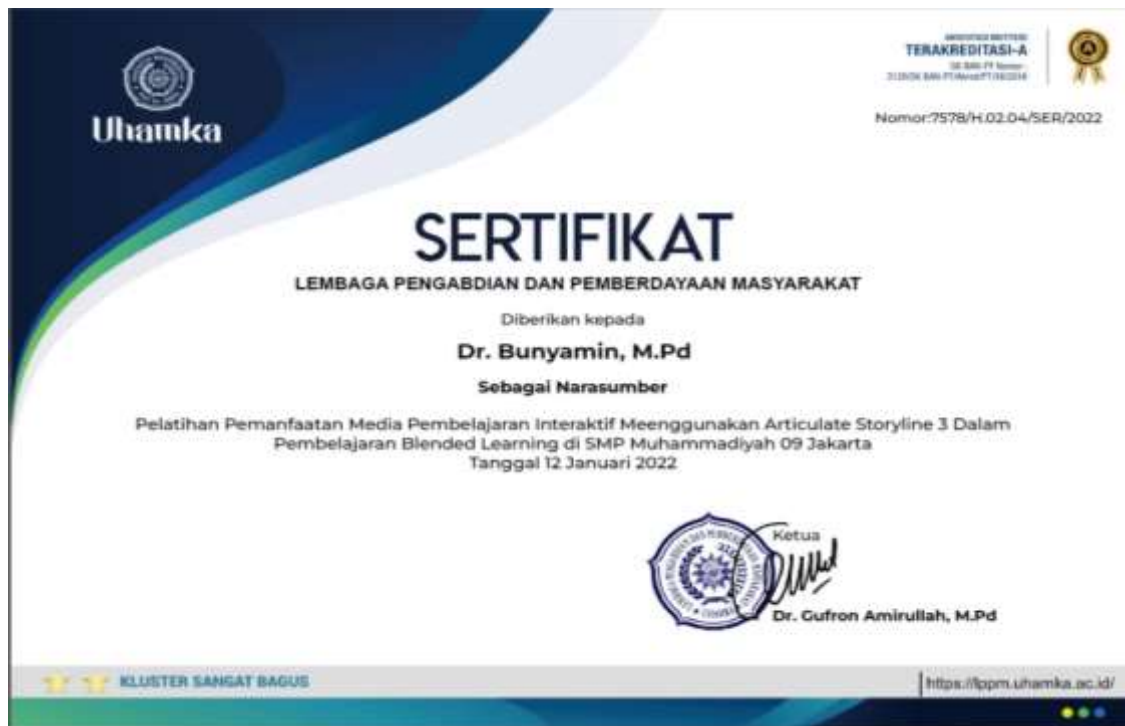 Uhamka
TERAKREDITASI-A
Nomor:7578/H.02.04/SER/2022
SERTIFIKAT
LEMBAGA PENGABDIAN DAN PEMBERDAYAAN MASYARAKAT
Diberikan kepada
Dr. Bunyamin, M.Pd
Sebagai Narasumber
Pelatihan Pemanfaatan Media Pembelajaran Interaktif Meenggunakan Articulate Storyline 3 Dalam
Pembelajaran Blended Learning di SMP Muhammadiyah 09 Jakarta
Tanggal 12 Januari 2022
Ketua
Dr. Gufron Amirullah, M.Pd
KLUSTER SANGAT BAGUS
https://lppm.uhamka.ac.id/